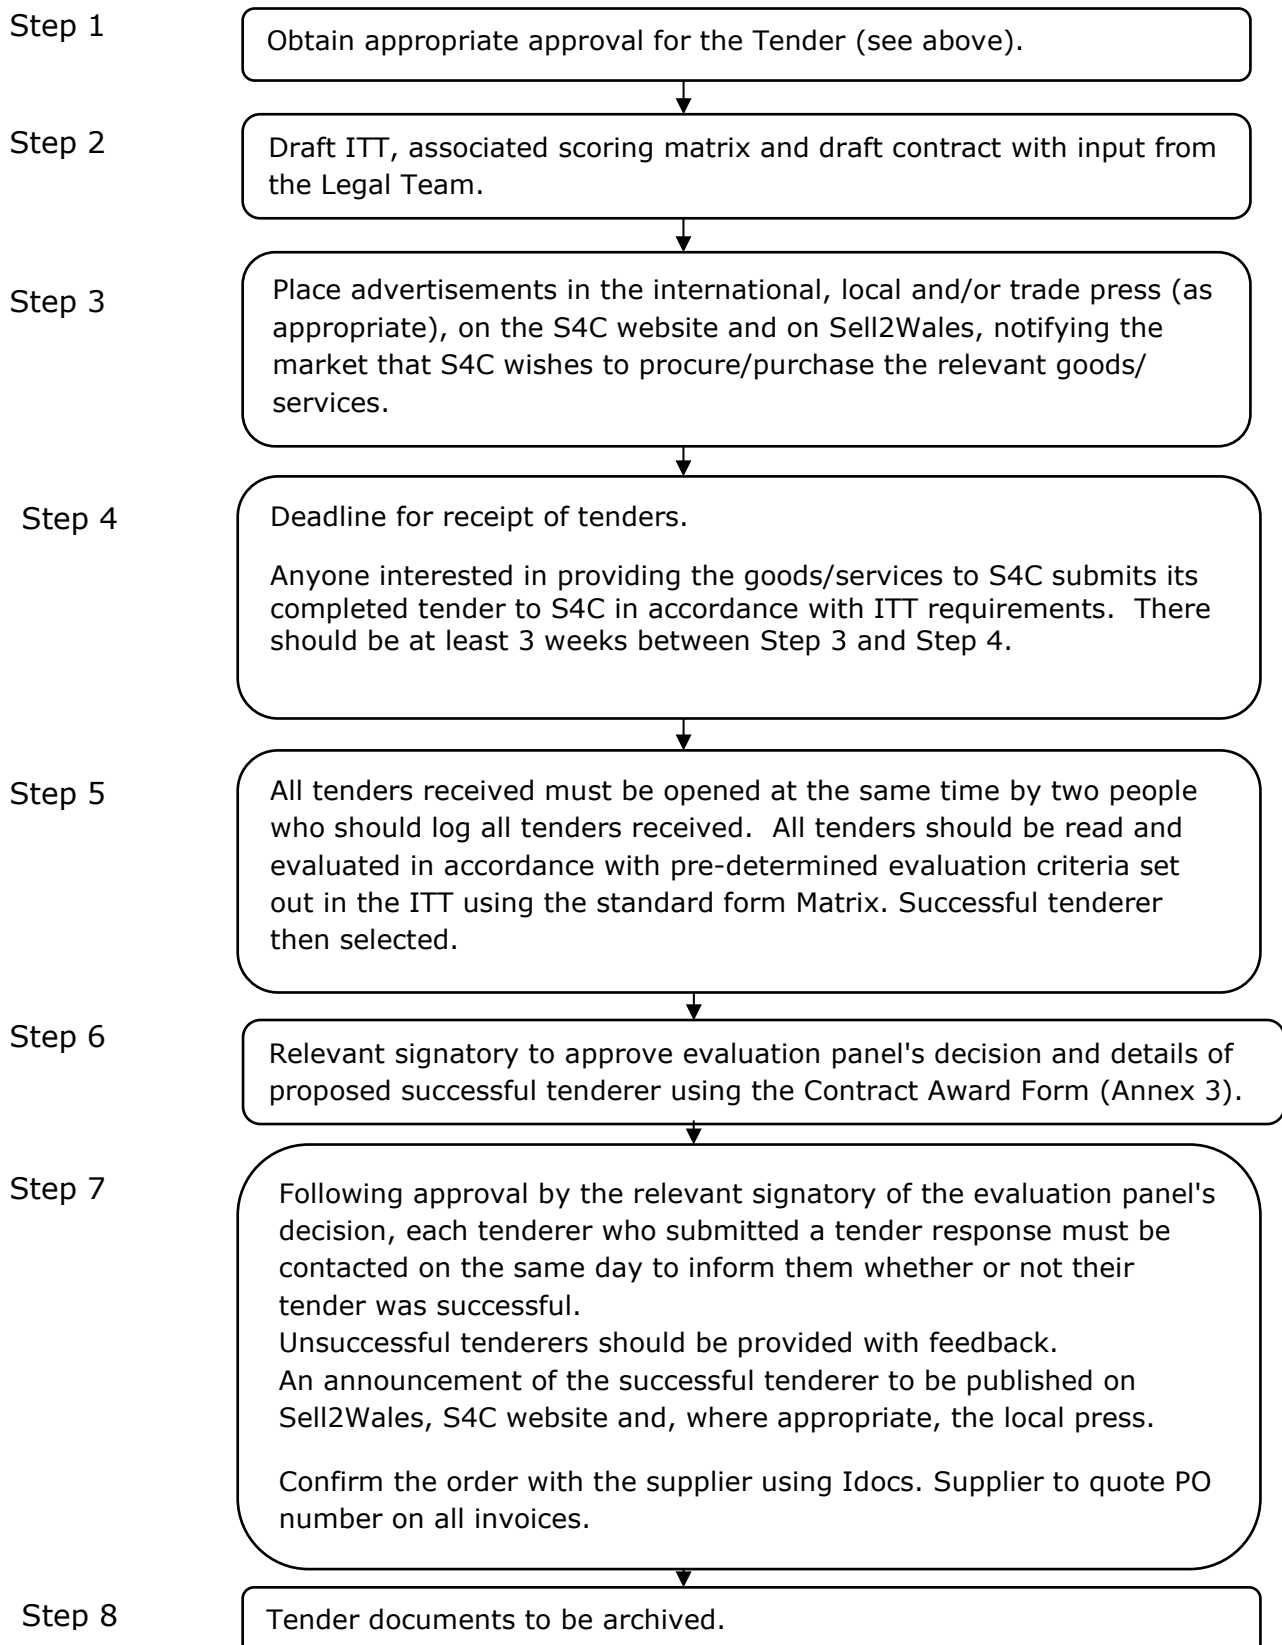 Step 1
Obtain appropriate approval for the Tender (see above).
Step 2
Draft ITT, associated scoring matrix and draft contract with input from
the Legal Team.
Step 3
Place advertisements in the international, local and/or trade press (as
appropriate), on the S4C website and on Sell2Wales, notifying the
market that S4C wishes to procure/purchase the relevant goods/
services.
Step 4
Deadline for receipt of tenders.
Anyone interested in providing the goods/services to S4C submits its
completed tender to S4C in accordance with ITT requirements.  There
should be at least 3 weeks between Step 3 and Step 4.
Step 5
All tenders received must be opened at the same time by two people
who should log all tenders received.  All tenders should be read and
evaluated in accordance with pre-determined evaluation criteria set
out in the ITT using the standard form Matrix. Successful tenderer
then selected.
Step 6
Relevant signatory to approve evaluation panel's decision and details of
proposed successful tenderer using the Contract Award Form (Annex 3).
Step 7
Following approval by the relevant signatory of the evaluation panel's
decision, each tenderer who submitted a tender response must be
contacted on the same day to inform them whether or not their
tender was successful.
Unsuccessful tenderers should be provided with feedback.
An announcement of the successful tenderer to be published on
Sell2Wales, S4C website and, where appropriate, the local press.
Confirm the order with the supplier using Idocs. Supplier to quote PO
number on all invoices.
Step 8
Tender documents to be archived.